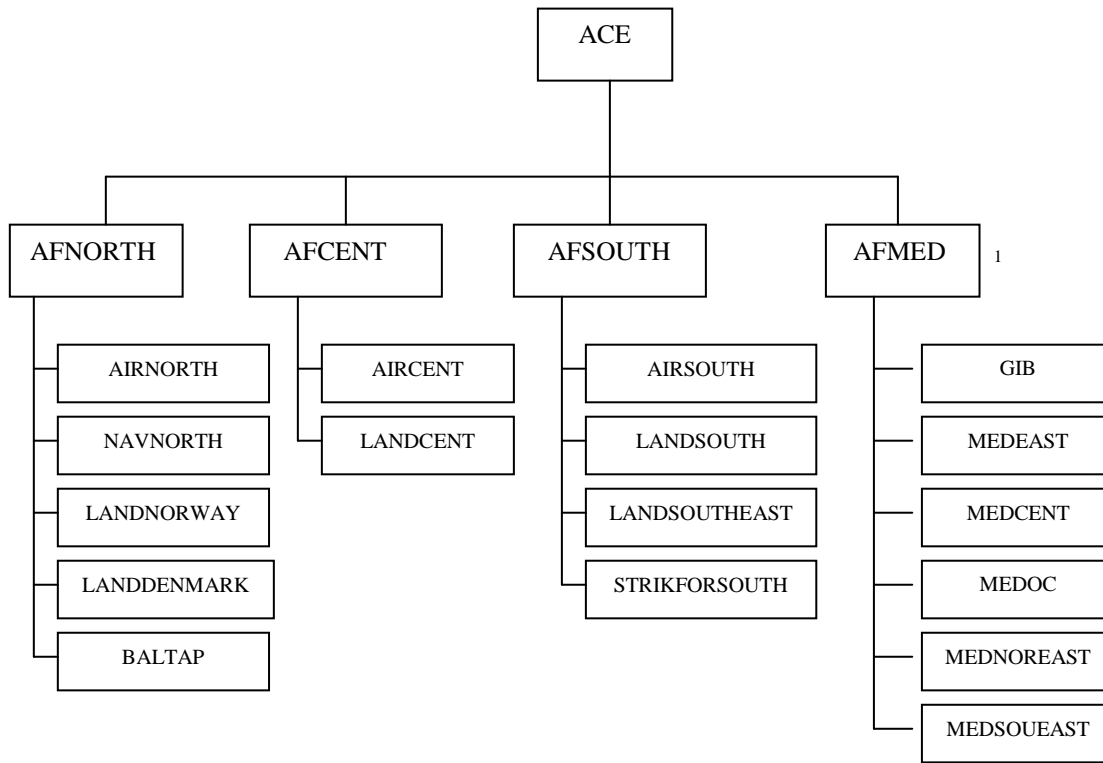 ACE
AFNORTH
AFCENT
AFSOUTH
AFMED
1
AIRNORTH
NAVNORTH
LANDNORWAY
LANDDENMARK
BALTAP
AIRCENT
LANDCENT
AIRSOUTH
LANDSOUTH
LANDSOUTHEAST
STRIKFORSOUTH
GIB
MEDEAST
MEDCENT
MEDOC
MEDNOREAST
MEDSOUEAST